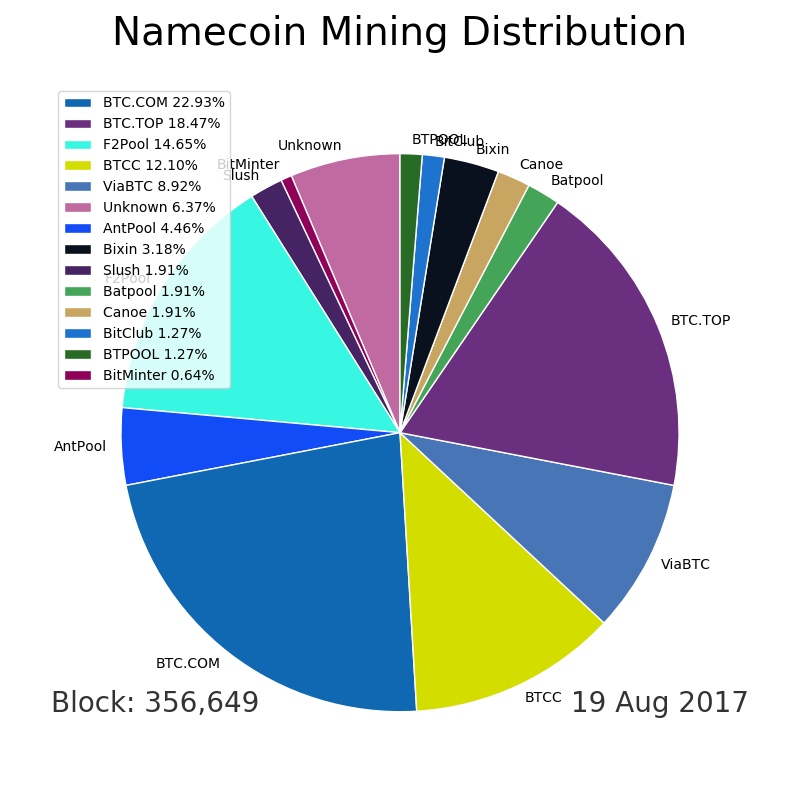 Namecoin Mining Distribution
BTC.COM 22.93%
BTC.TOP 18.47%
F2Pool 14.65%
BTCC 12.10%
ViaBTC 8.92%
Unknown 6.37%
AntPool 4.46%
Bixin 3.18%
Slush 1.91%
Batpool 1.91%
Canoe 1.91%
BitClub 1.27%
BTPOOL 1.27%
BitMinter 0.64%
BTPOOL
BitClub
Bixin
Canoe
Batpool
BTC.TOP
ViaBTC
BTCC
BTC.COM
AntPool
F2Pool
Slush
BitMinter
Unknown
Block: 356,649
19 Aug 2017